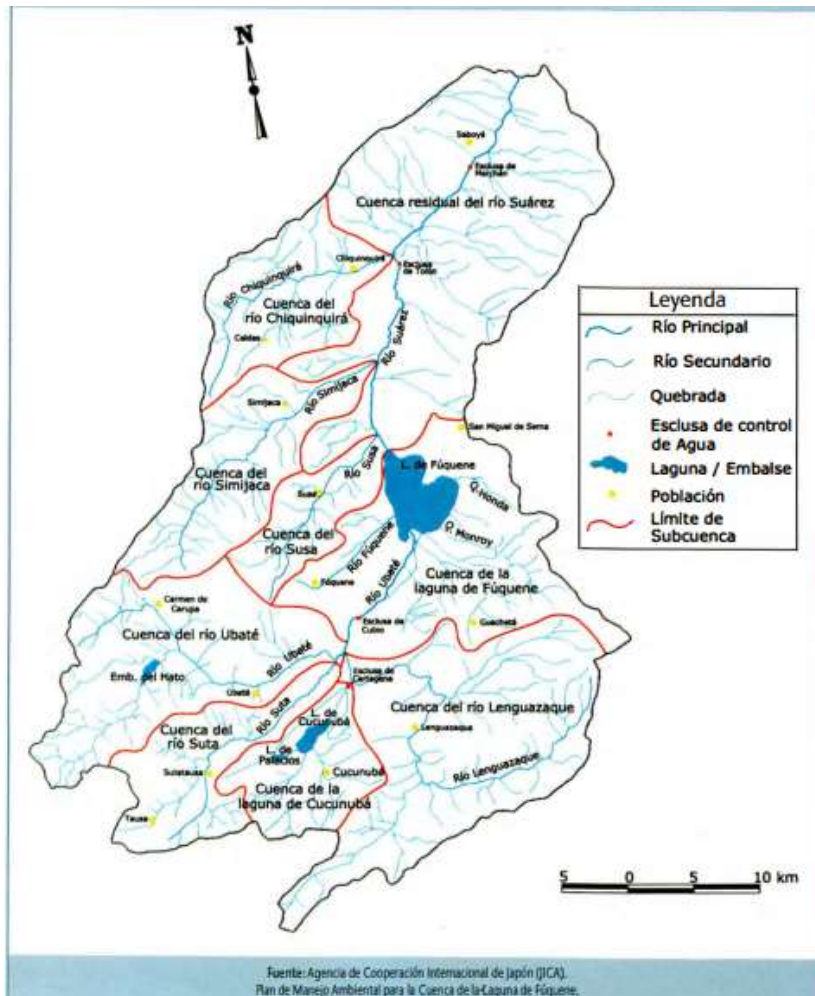 N
Saboyá
Esclusa de
Merchán
Cuenca residual del río Suárez
Chiquinquirá
Esclusa
de Tolón
Río Chiquinquirá
Cuenca del
río Chiquinquirá
Caldas
Río Suárez
Simijaca
Río Simijaca
San Miguel de Sema
Cuenca del
río Simijaca
Río Susa
L. de Fúquene
Susa
Q. Honda
Cuenca del
río Susa
Río Fúquene
Q. Monroy
Fúquene
Río Ubaté
Cuenca de la
laguna de Fúquene
Carmen de
Carupa
Esclusa de
Cubio
Guachetá
Cuenca del río Ubaté
Emb. del Hato
Río Ubaté
Ubaté
Esclusa de
Cartagena
Río Suta
Cuenca del río Lenguazaque
L. de
Cucunubá
Cuenca del
río Suta
Lenguazaque
L. de
Palacios
Río Lenguazaque
Sutatausa
Cucunubá
Cuenca de la
laguna de Cucunubá
Tausa
Leyenda
Río Principal
Río Secundario
Quebrada
Esclusa de control
de Agua
Laguna / Embalse
Población
Límite de
Subcuenca
5 0 5 10 km
Fuente: Agencia de Cooperación Internacional de Japón (JICA).
Plan de Manejo Ambiental para la Cuenca de la Laguna de Fúquene.